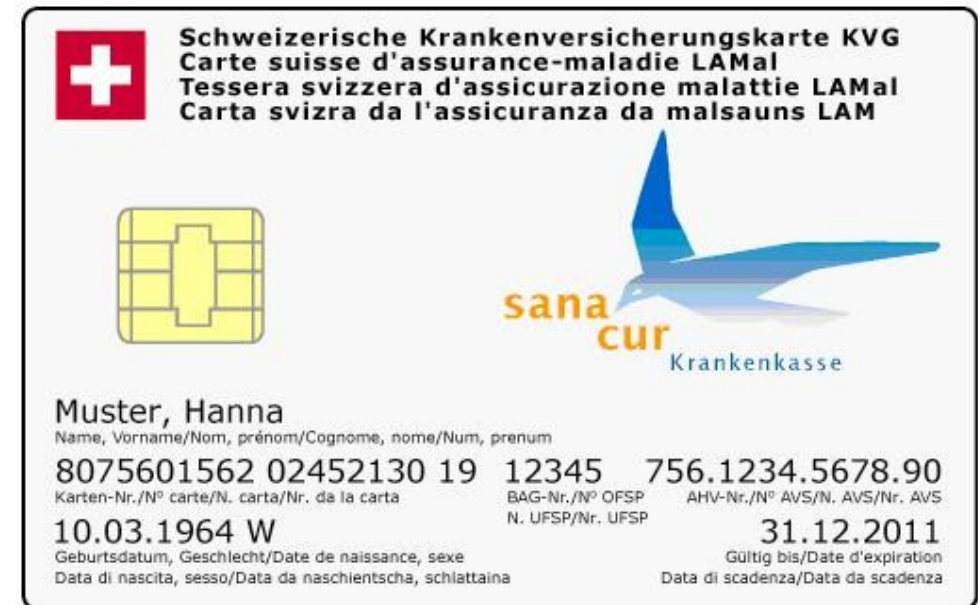 Schweizerische Krankenversicherungskarte KVG
Carte suisse d'assurance-maladie LAMal
Tessera svizzera d'assicurazione malattie LAMal
Carta svizra da l'assicuranza da malsauns LAM
sana
cur
Krankenkasse
Muster, Hanna
Name, Vorname/Nom, prénom/Cognome, nome/Num, prenum
8075601562 02452130 19 12345 756.1234.5678.90
Karten-Nr./Nº carte/N. carta/Nr. da la carta BAG-Nr./Nº OFSP AHV-Nr./Nº AVS/N. AVS/Nr. AVS
N. UFSP/Nr. UFSP
10.03.1964 W 31.12.2011
Geburtsdatum, Geschlecht/Date de naissance, sexe Gültig bis/Date d'expiration
Data di nascita, sesso/Data da naschientscha, schlattaina Data di scadenza/Data da scadenza